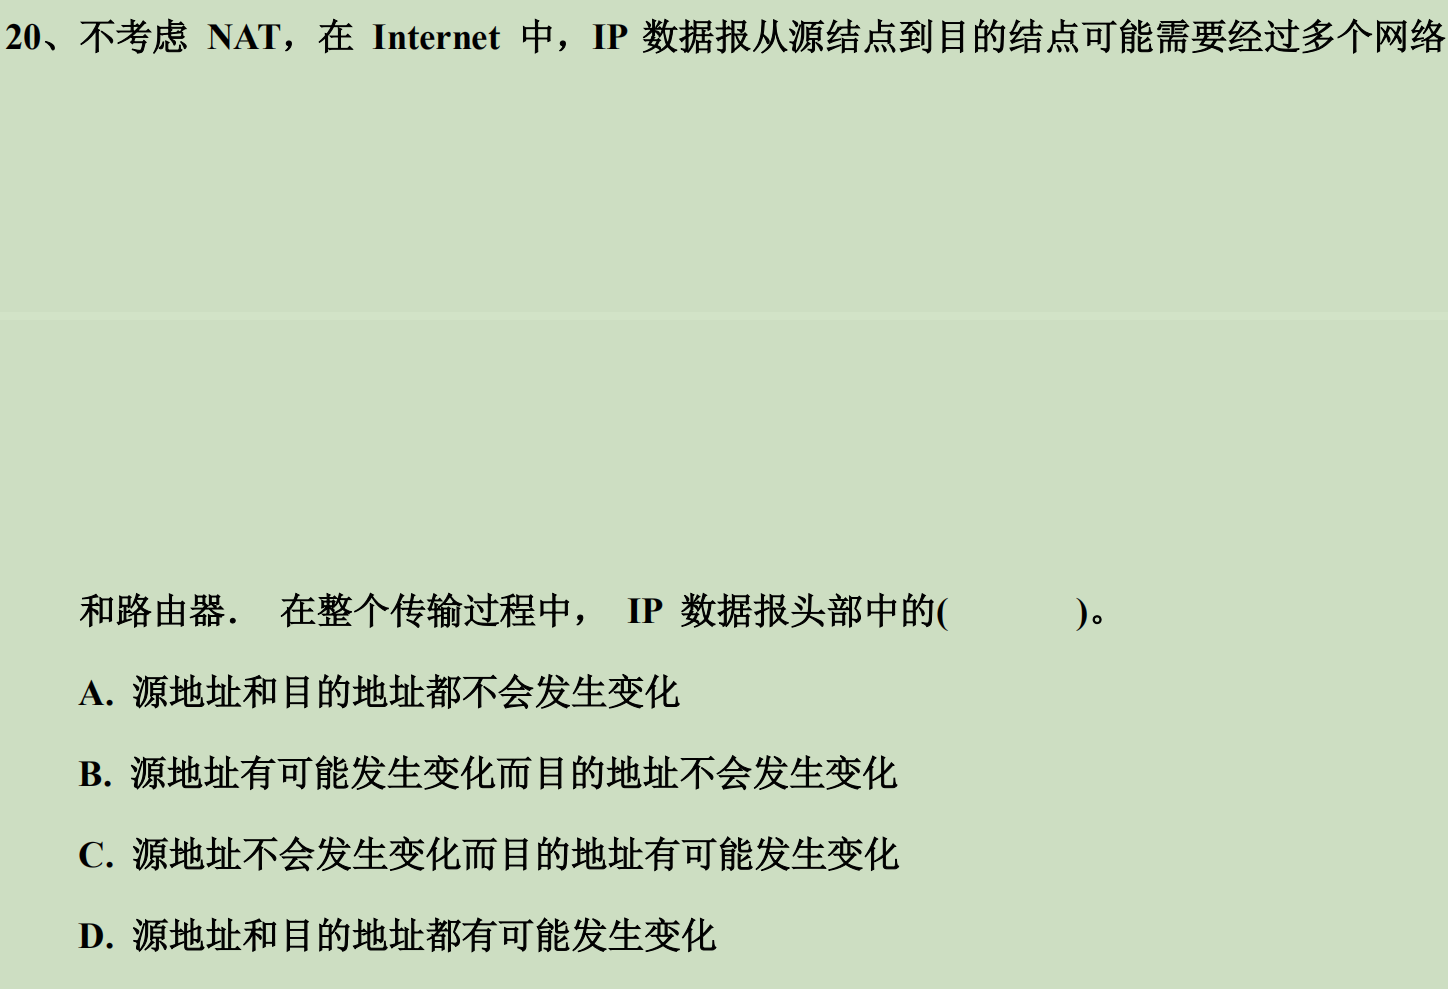 20、不考虑 NAT，在 Internet 中，IP 数据报从源结点到目的结点可能需要经过多个网络
和路由器． 在整个传输过程中， IP 数据报头部中的( )。
A. 源地址和目的地址都不会发生变化
B. 源地址有可能发生变化而目的地址不会发生变化
C. 源地址不会发生变化而目的地址有可能发生变化
D. 源地址和目的地址都有可能发生变化